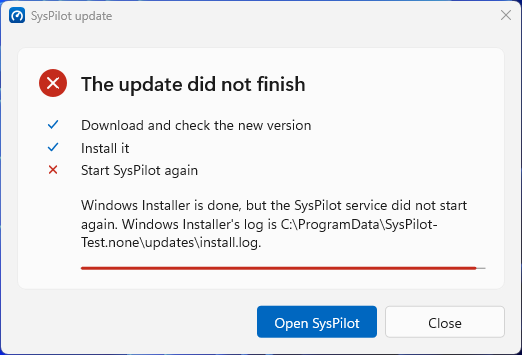 SysPilot update
The update did not finish
Download and check the new version
Install it
Start SysPilot again
Windows Installer is done, but the SysPilot service did not start
again. Windows Installer's log is C:\ProgramData\SysPilot-
Test.none\updates\install.log.
Open SysPilot
Close